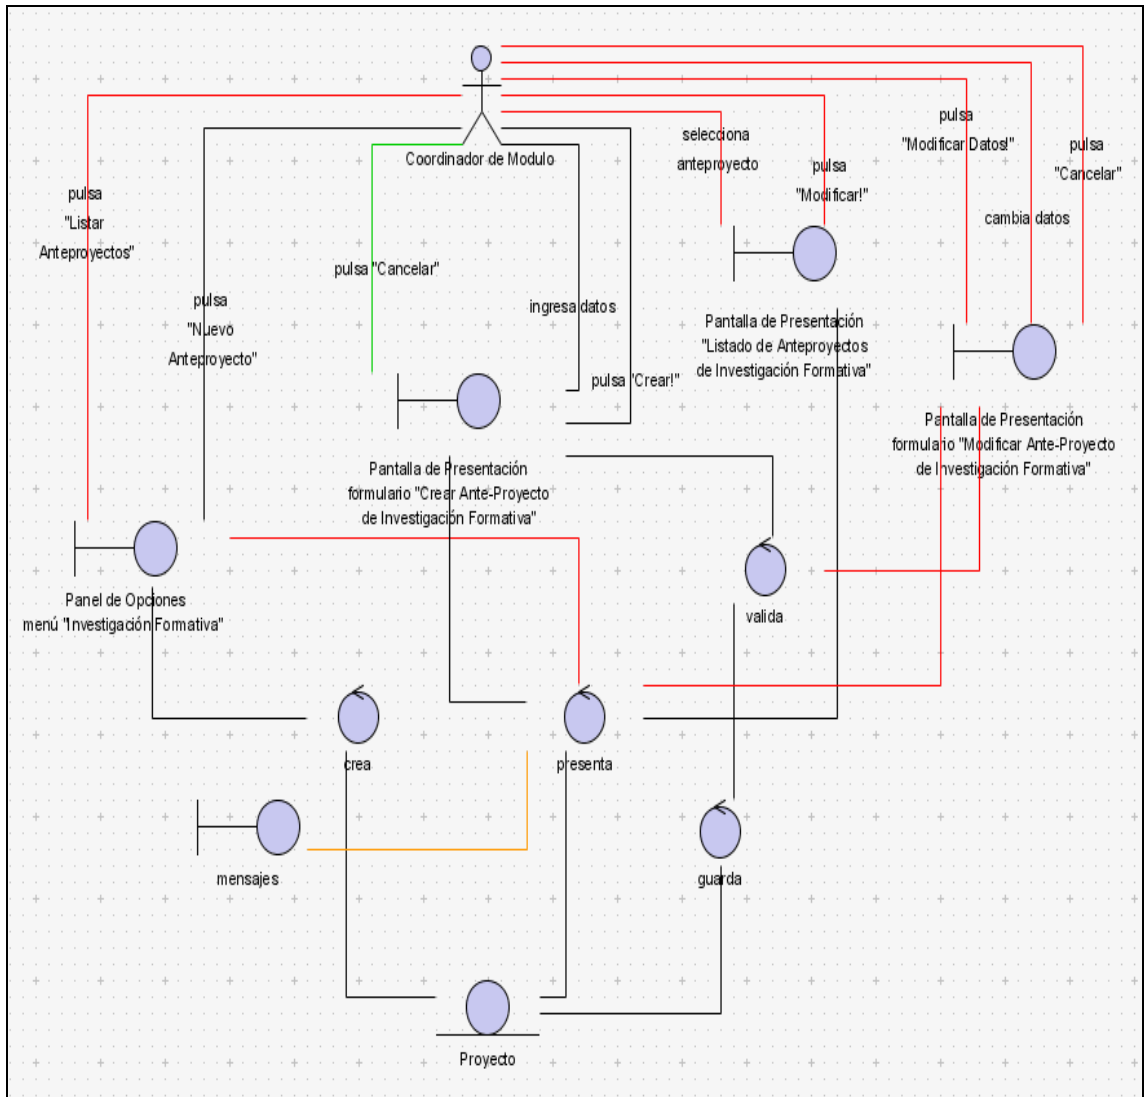 Coordinador de Modulo
pulsa
"Listar
Anteproyectos"
pulsa
"Nuevo
Anteproyecto"
pulsa "Cancelar"
ingresa datos
pulsa "Crear!"
selecciona
anteproyecto
pulsa
"Modificar!"
pulsa
"Modificar Datos!"
cambia datos
pulsa
"Cancelar"
Pantalla de Presentación
"Listado de Anteproyectos
de Investigación Formativa"
Pantalla de Presentación
formulario "Modificar Ante-Proyecto
de Investigación Formativa"
Pantalla de Presentación
formulario "Crear Ante-Proyecto
de Investigación Formativa"
Panel de Opciones
menú "Investigación Formativa"
valida
crea
presenta
mensajes
guarda
Proyecto